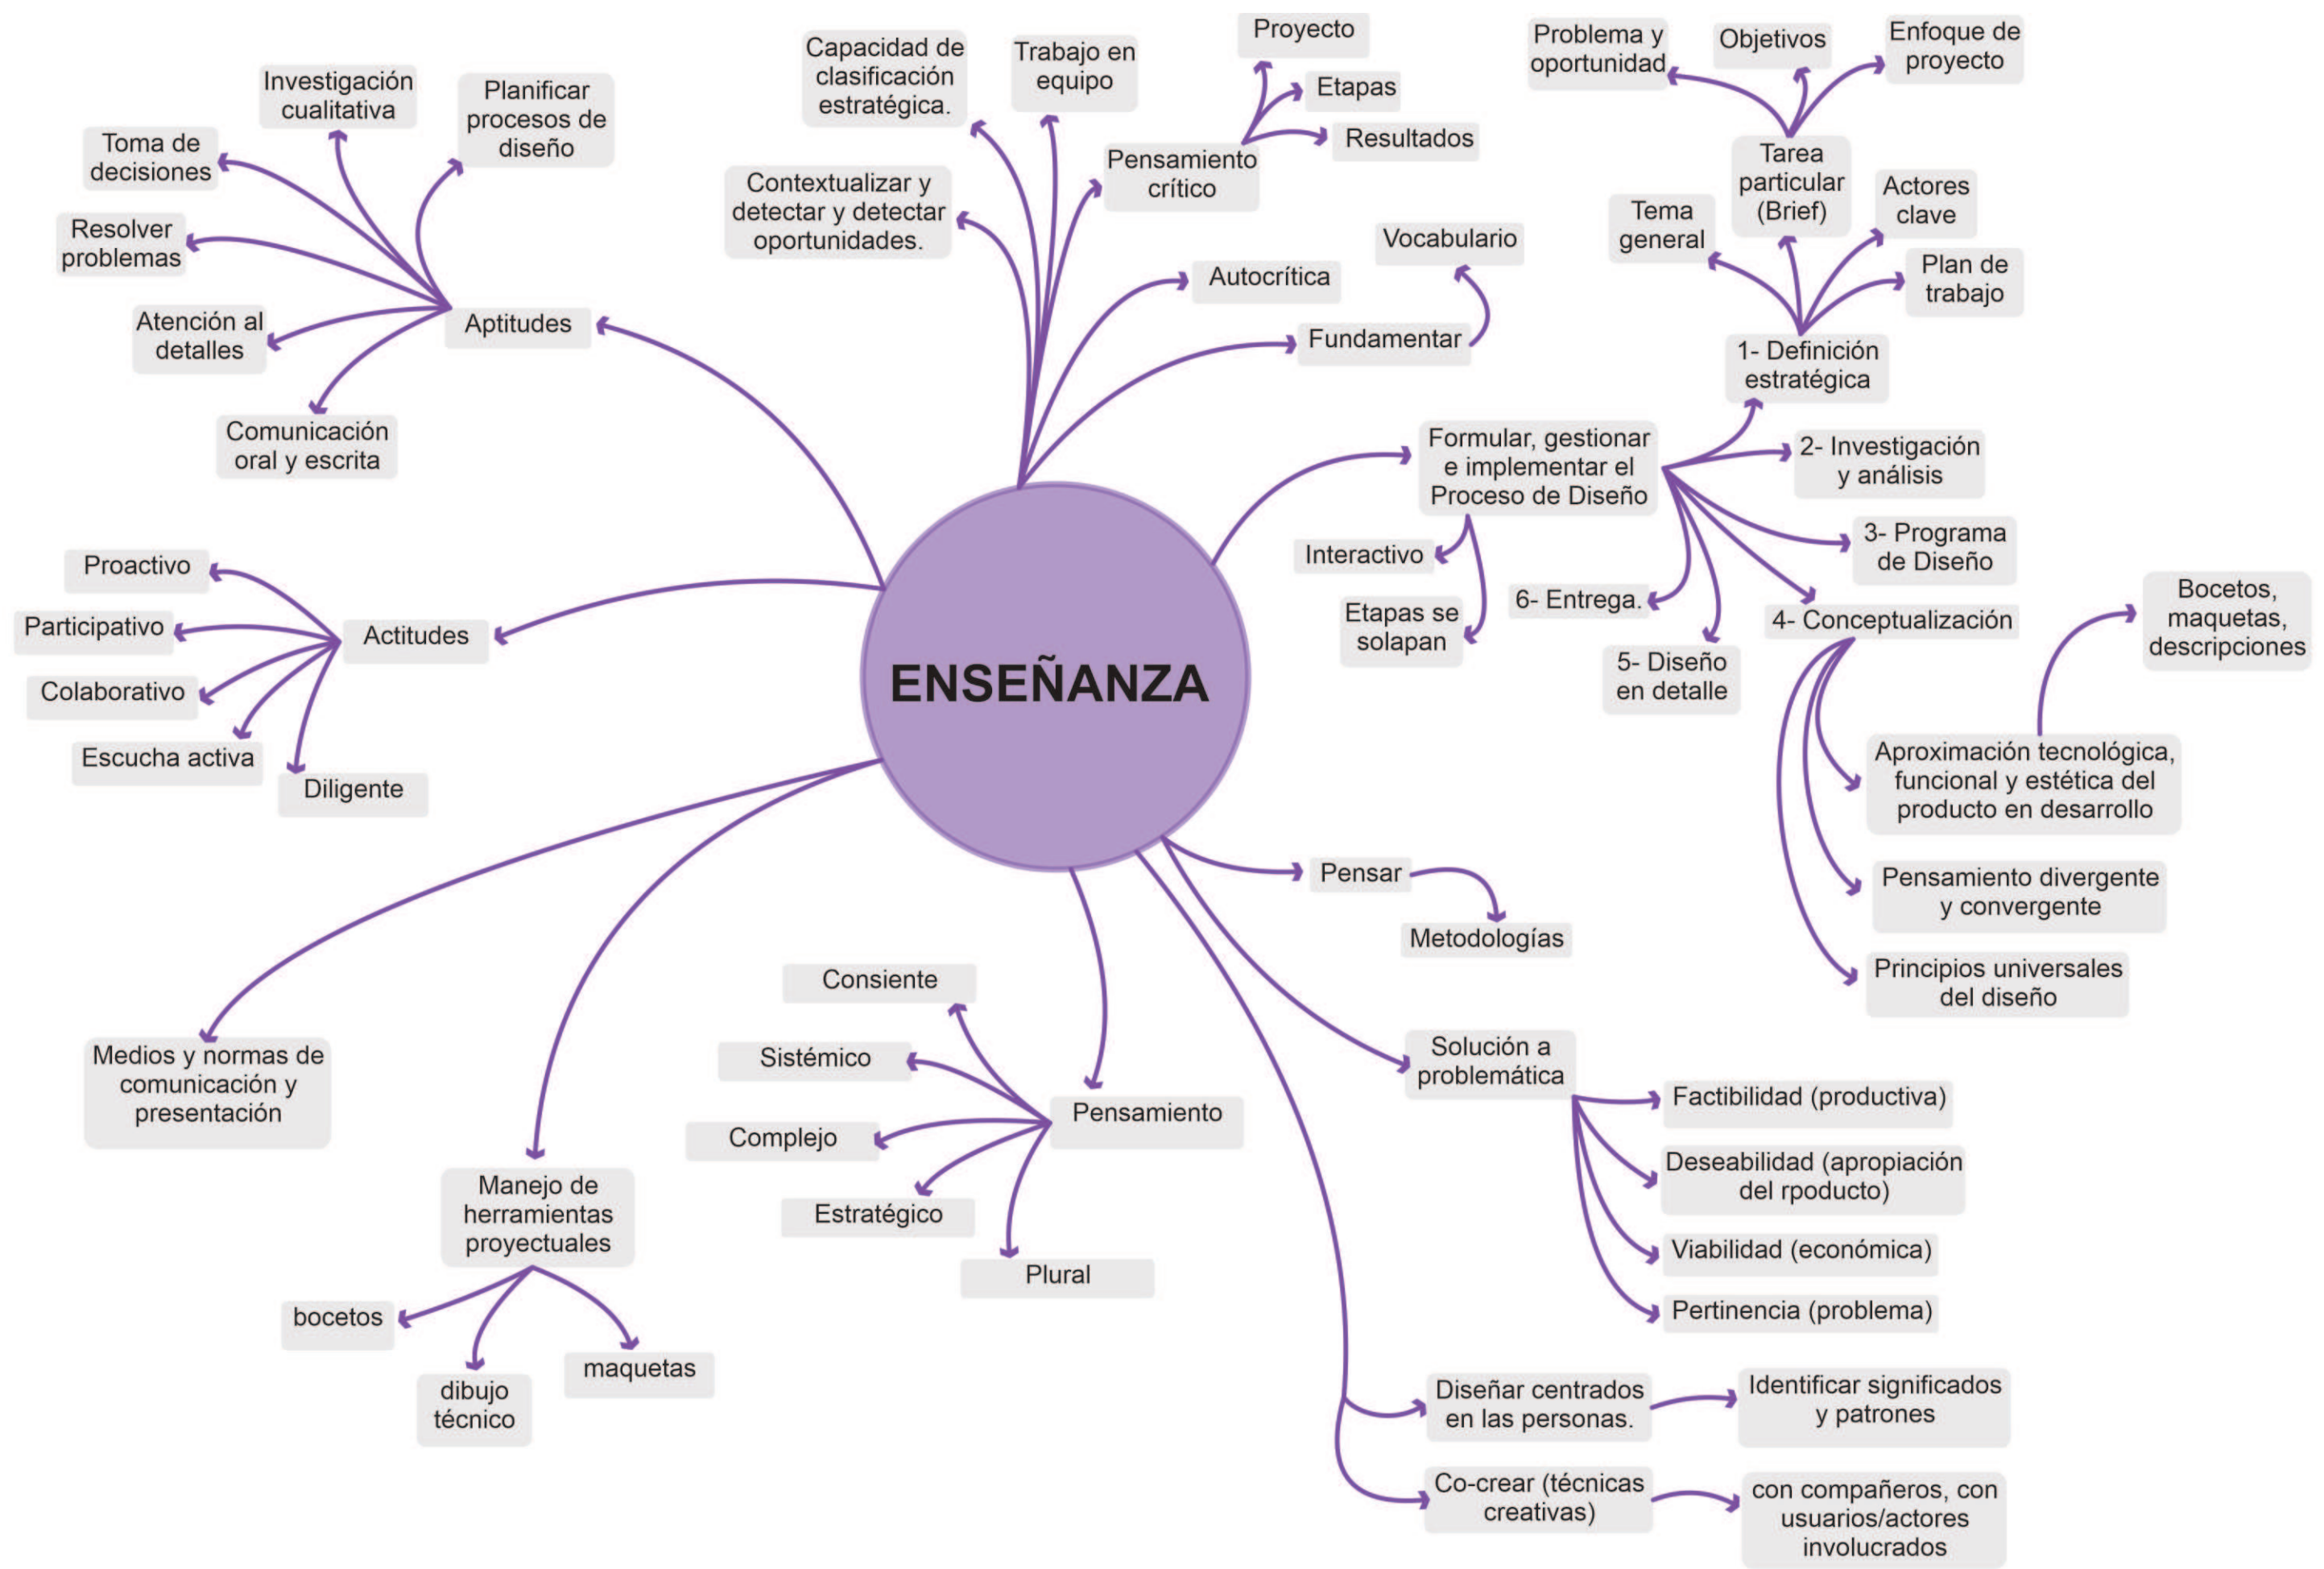 Investigación
cualitativa
Planificar
procesos de
diseño
Toma de
decisiones
Resolver
problemas
Atención al
detalles
Comunicación
oral y escrita
Aptitudes
Capacidad de
clasificación
estratégica.
Trabajo en
equipo
Contextualizar y
detectar y detectar
oportunidades.
Pensamiento
crítico
Proyecto
Etapas
Resultados
Autocrítica
Fundamentar
Vocabulario
Problema y
oportunidad
Objetivos
Enfoque de
proyecto
Tarea
particular
(Brief)
Tema
general
Actores
clave
Plan de
trabajo
1- Definición
estratégica
Formular, gestionar
e implementar el
Proceso de Diseño
2- Investigación
y análisis
3- Programa
de Diseño
4- Conceptualización
5- Diseño
en detalle
6- Entrega.
Interactivo
Etapas se
solapan
Bocetos,
maquetas,
descripciones
Aproximación tecnológica,
funcional y estética del
producto en desarrollo
Pensamiento divergente
y convergente
Principios universales
del diseño
ENSEÑANZA
Proactivo
Participativo
Colaborativo
Escucha activa
Diligente
Actitudes
Medios y normas de
comunicación y
presentación
Manejo de
herramientas
proyectuales
bocetos
dibujo
técnico
maquetas
Consiente
Sistémico
Complejo
Estratégico
Plural
Pensamiento
Pensar
Metodologías
Solución a
problemática
Factibilidad (productiva)
Deseabilidad (apropiación
del rpoducto)
Viabilidad (económica)
Pertinencia (problema)
Diseñar centrados
en las personas.
Identificar significados
y patrones
Co-crear (técnicas
creativas)
con compañeros, con
usuarios/actores
involucrados